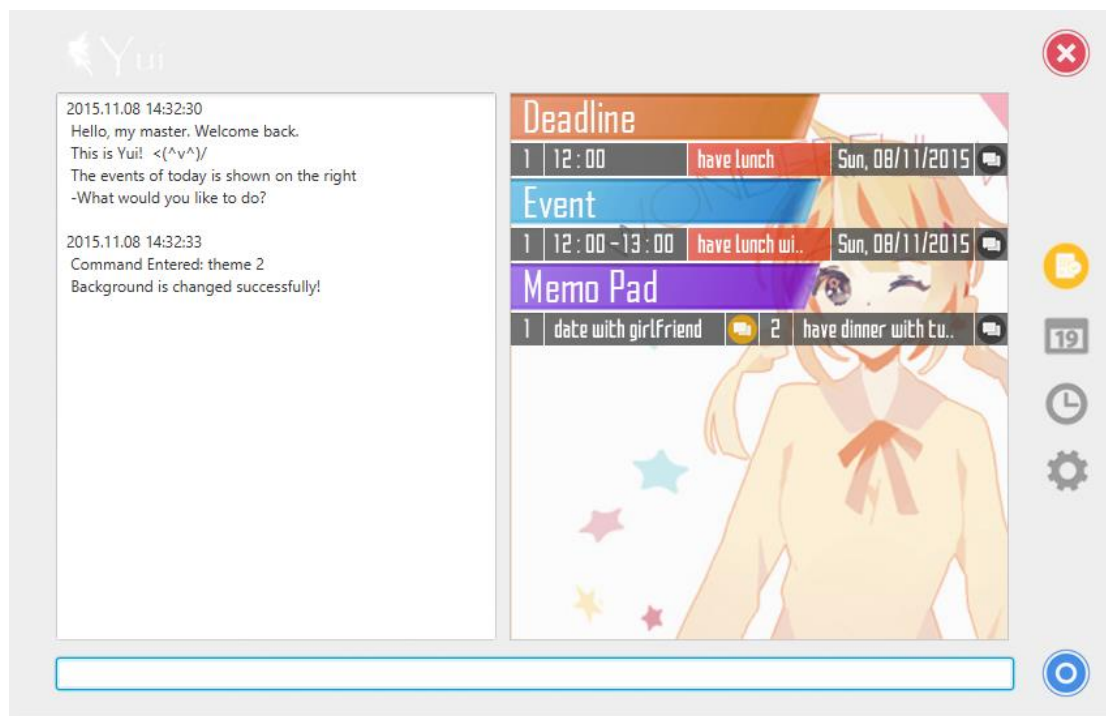 Yui
2015.11.08 14:32:30
Hello, my master. Welcome back.
This is Yui! <(^v^)/
The events of today is shown on the right
-What would you like to do?
2015.11.08 14:32:33
Command Entered: theme 2
Background is changed successfully!
Deadline
1 12:00 have lunch Sun, 08/11/2015
Event
1 12:00-13:00 have lunch wi.. Sun, 08/11/2015
Memo Pad
1 date with girlfriend 2 have dinner with tu..
19